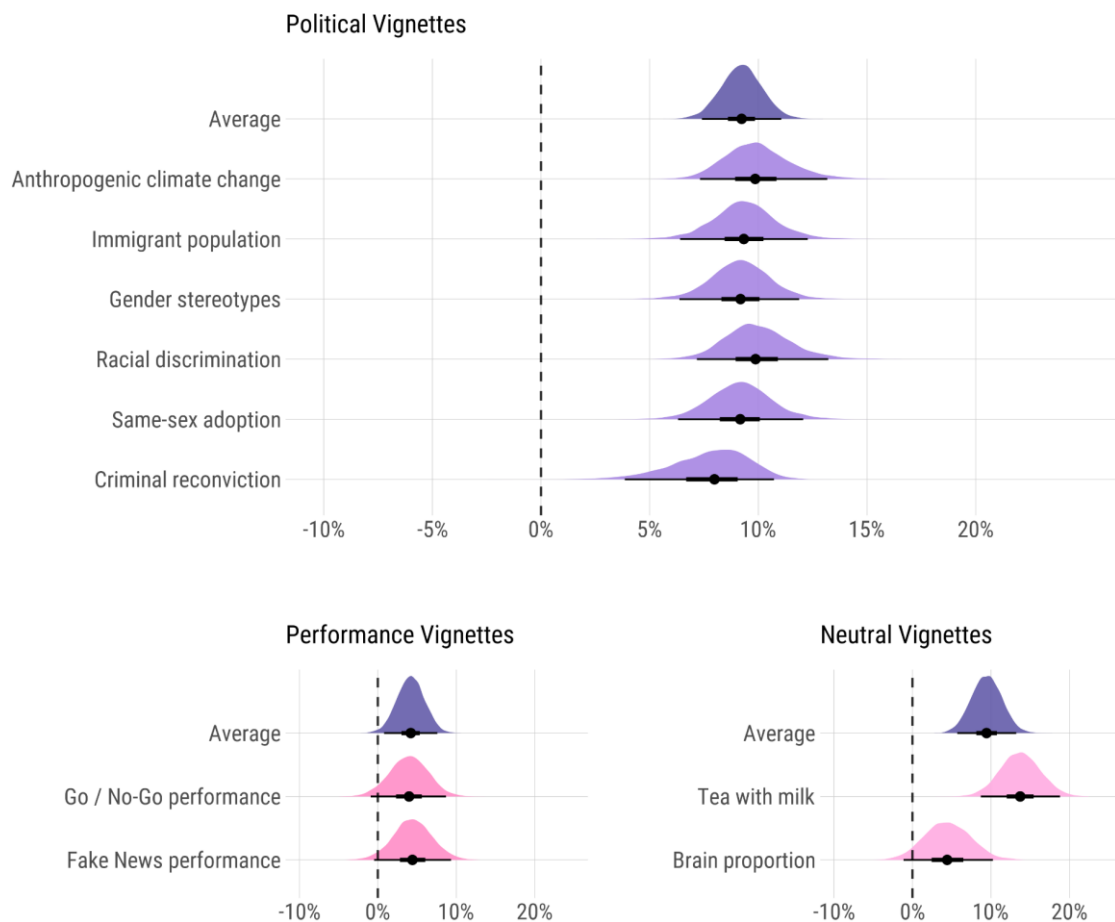 Political Vignettes
Average
Anthropogenic climate change
Immigrant population
Gender stereotypes
Racial discrimination
Same-sex adoption
Criminal reconviction
-10% -5% 0% 5% 10% 15% 20%
Performance Vignettes
Average
Go / No-Go performance
Fake News performance
-10% 0% 10% 20%
Neutral Vignettes
Average
Tea with milk
Brain proportion
-10% 0% 10% 20%